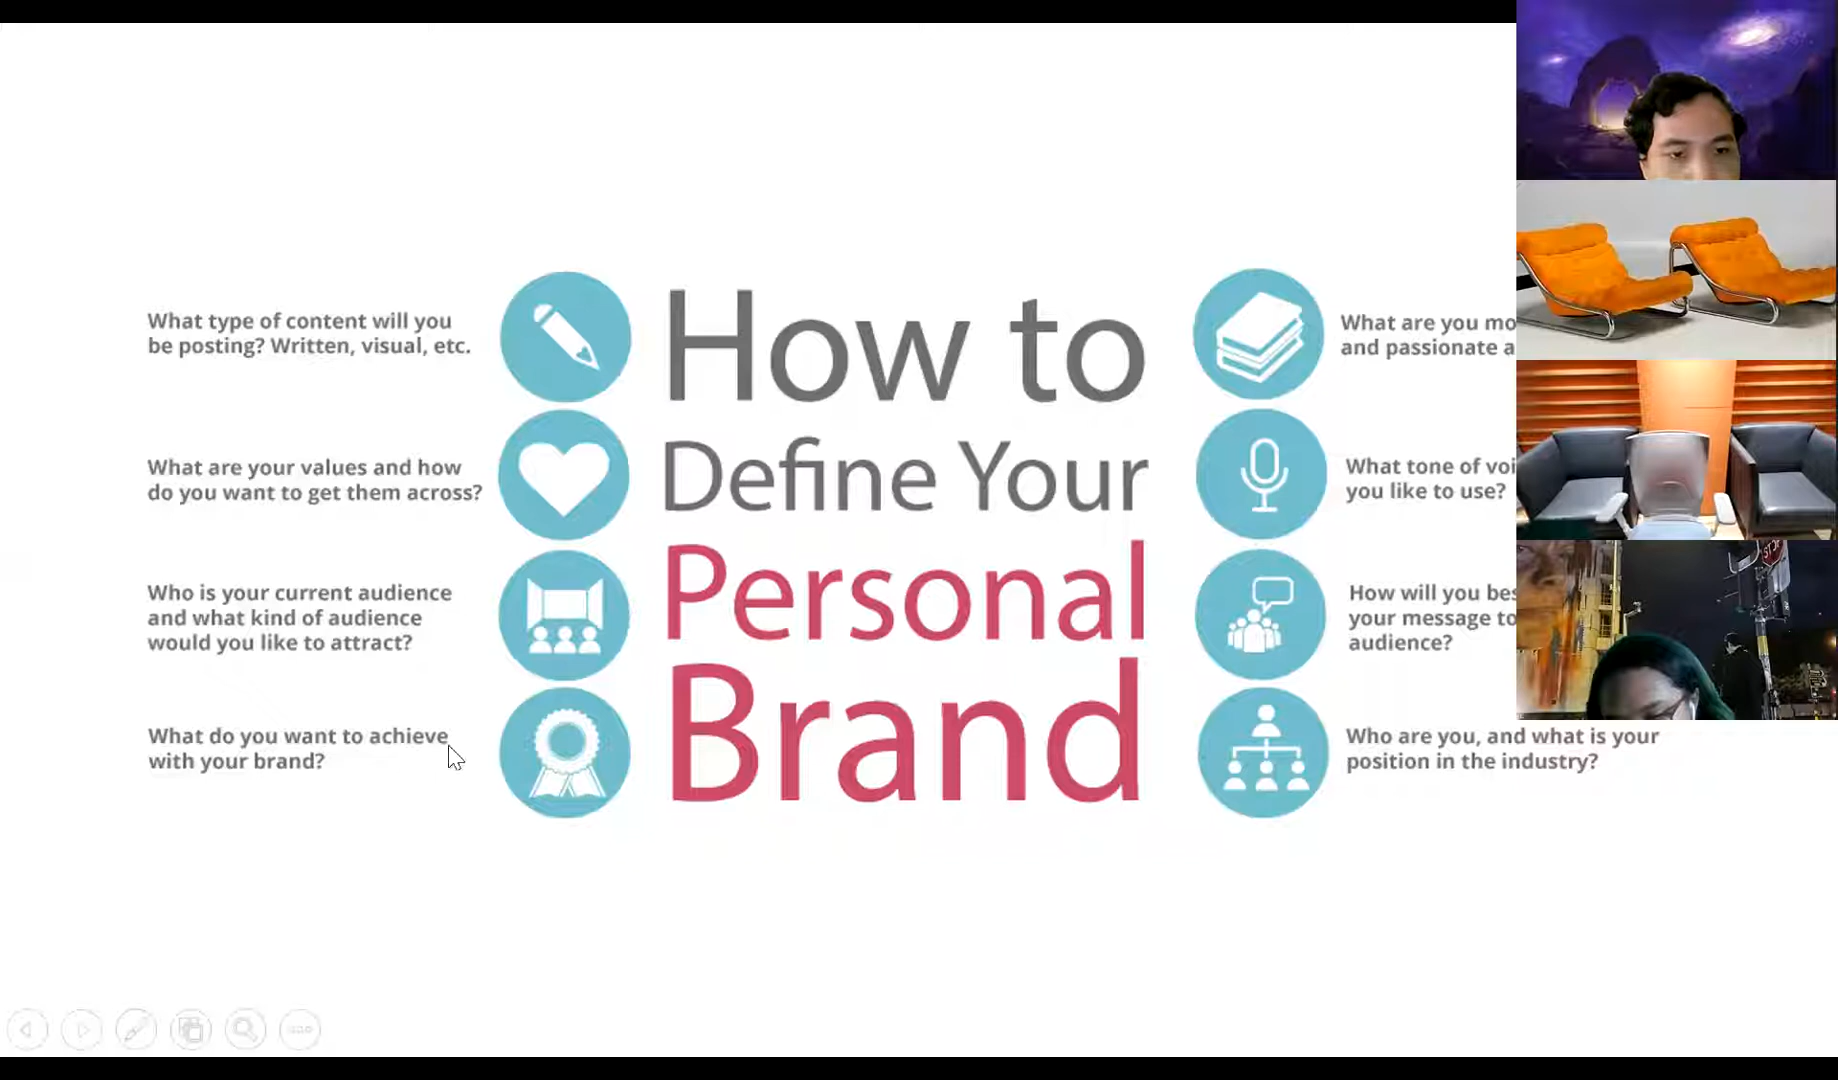 What type of content will you
be posting? Written, visual, etc.
What are your values and how
do you want to get them across?
Who is your current audience
and what kind of audience
would you like to attract?
What do you want to achieve
with your brand?
How to
Define Your
Personal
Brand
What are you mo
and passionate a
What tone of voi
you like to use?
How will you bes
your message to
audience?
Who are you, and what is your
position in the industry?
STOP